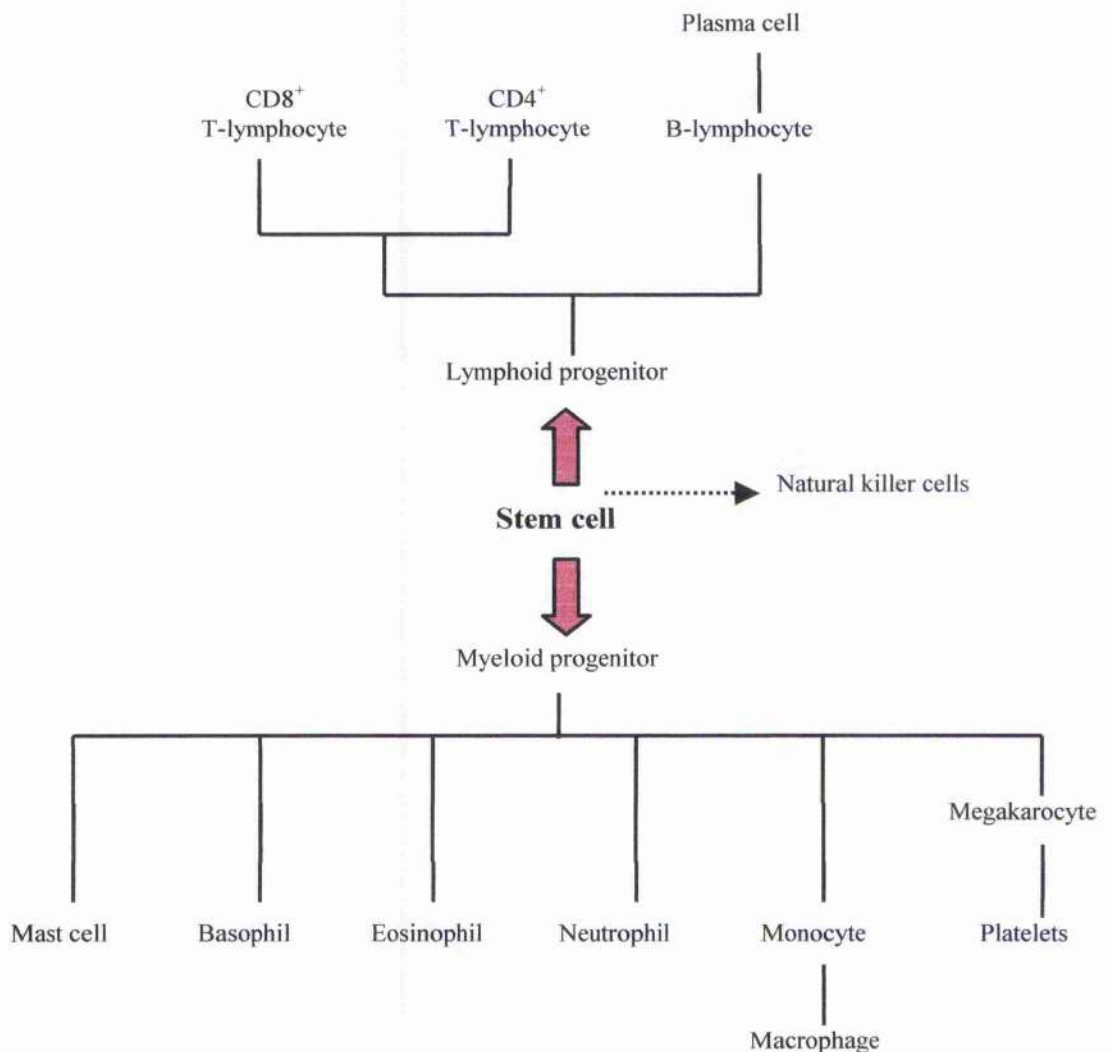 Plasma cell
CD8⁺
T-lymphocyte
CD4⁺
T-lymphocyte
B-lymphocyte
Lymphoid progenitor
Natural killer cells
Stem cell
Myeloid progenitor
Megakarocyte
Mast cell
Basophil
Eosinophil
Neutrophil
Monocyte
Platelets
Macrophage